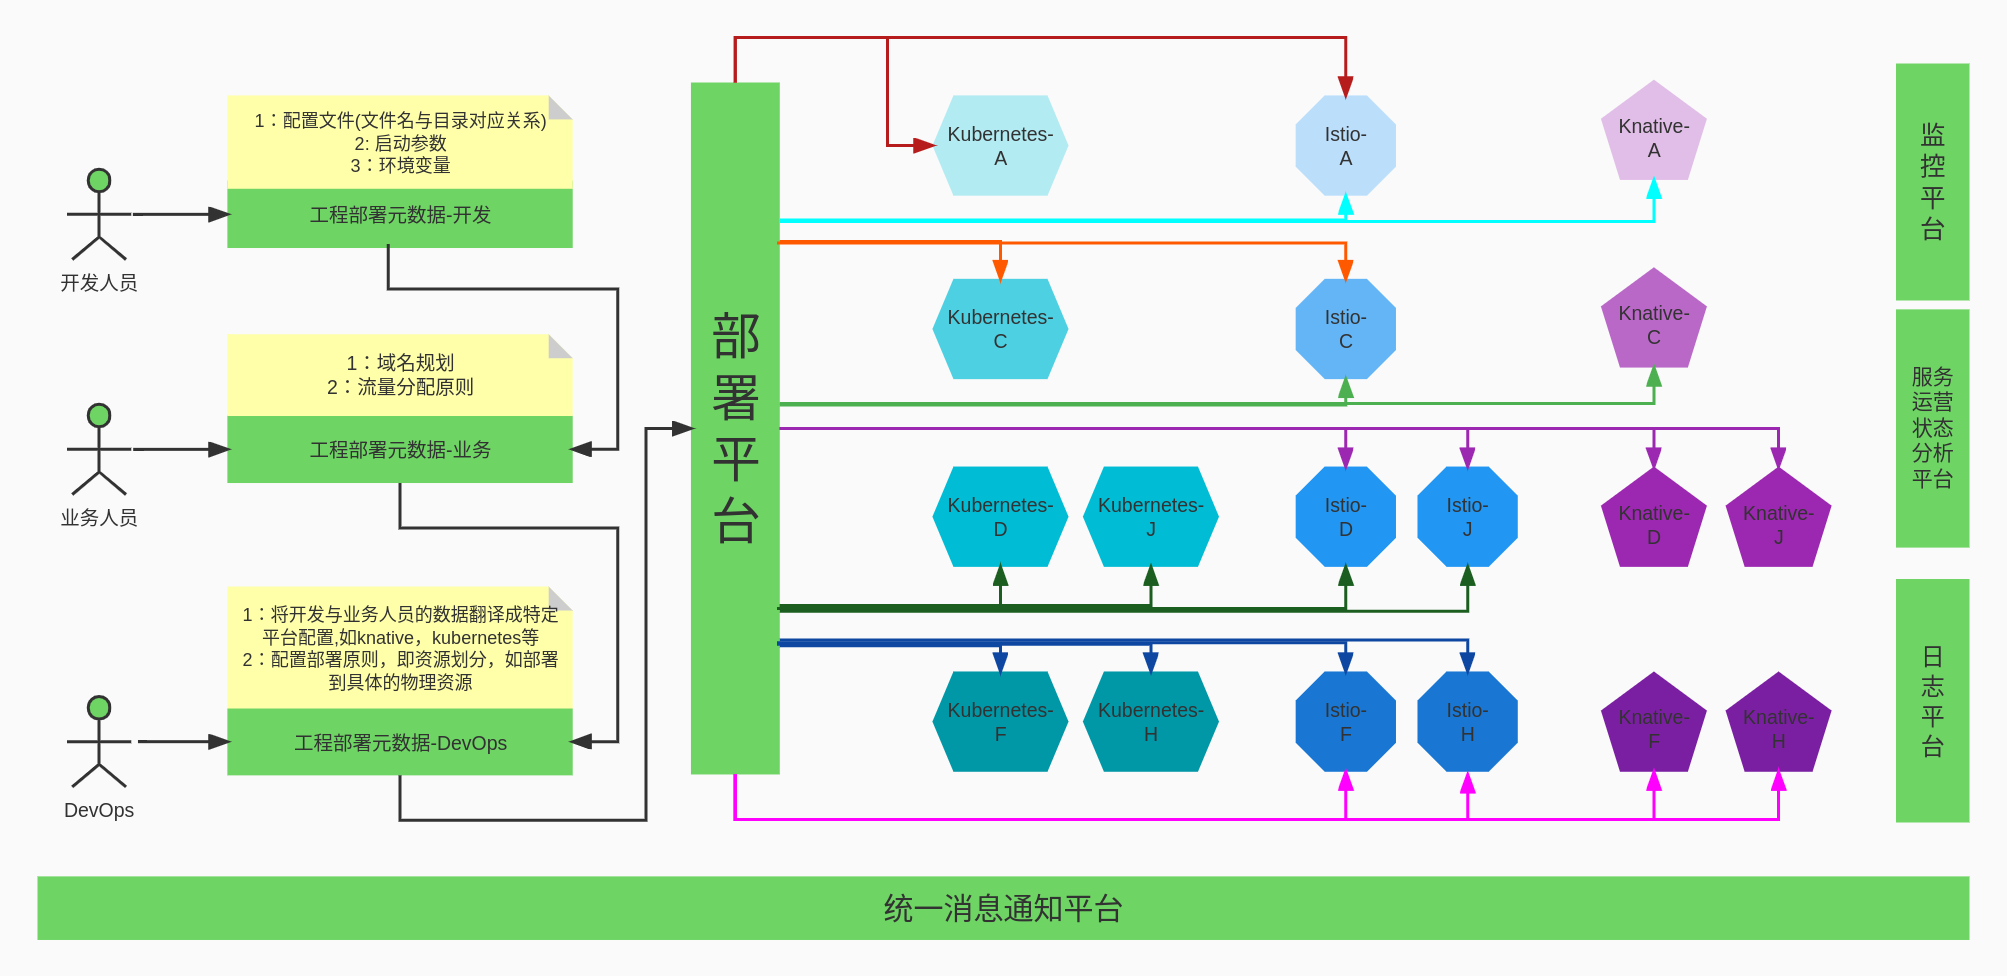 1：配置文件(文件名与目录对应关系)
2: 启动参数
3：环境变量
工程部署元数据-开发
开发人员
1：域名规划
2：流量分配原则
工程部署元数据-业务
业务人员
1：将开发与业务人员的数据翻译成特定
平台配置,如knative，kubernetes等
2：配置部署原则，即资源划分，如部署
到具体的物理资源
工程部署元数据-DevOps
DevOps
部
署
平
台
Kubernetes-
A
Istio-
A
Knative-
A
Kubernetes-
C
Istio-
C
Knative-
C
Kubernetes-
D
Kubernetes-
J
Istio-
D
Istio-
J
Knative-
D
Knative-
J
Kubernetes-
F
Kubernetes-
H
Istio-
F
Istio-
H
Knative-
F
Knative-
H
监
控
平
台
服务
运营
状态
分析
平台
日
志
平
台
统一消息通知平台